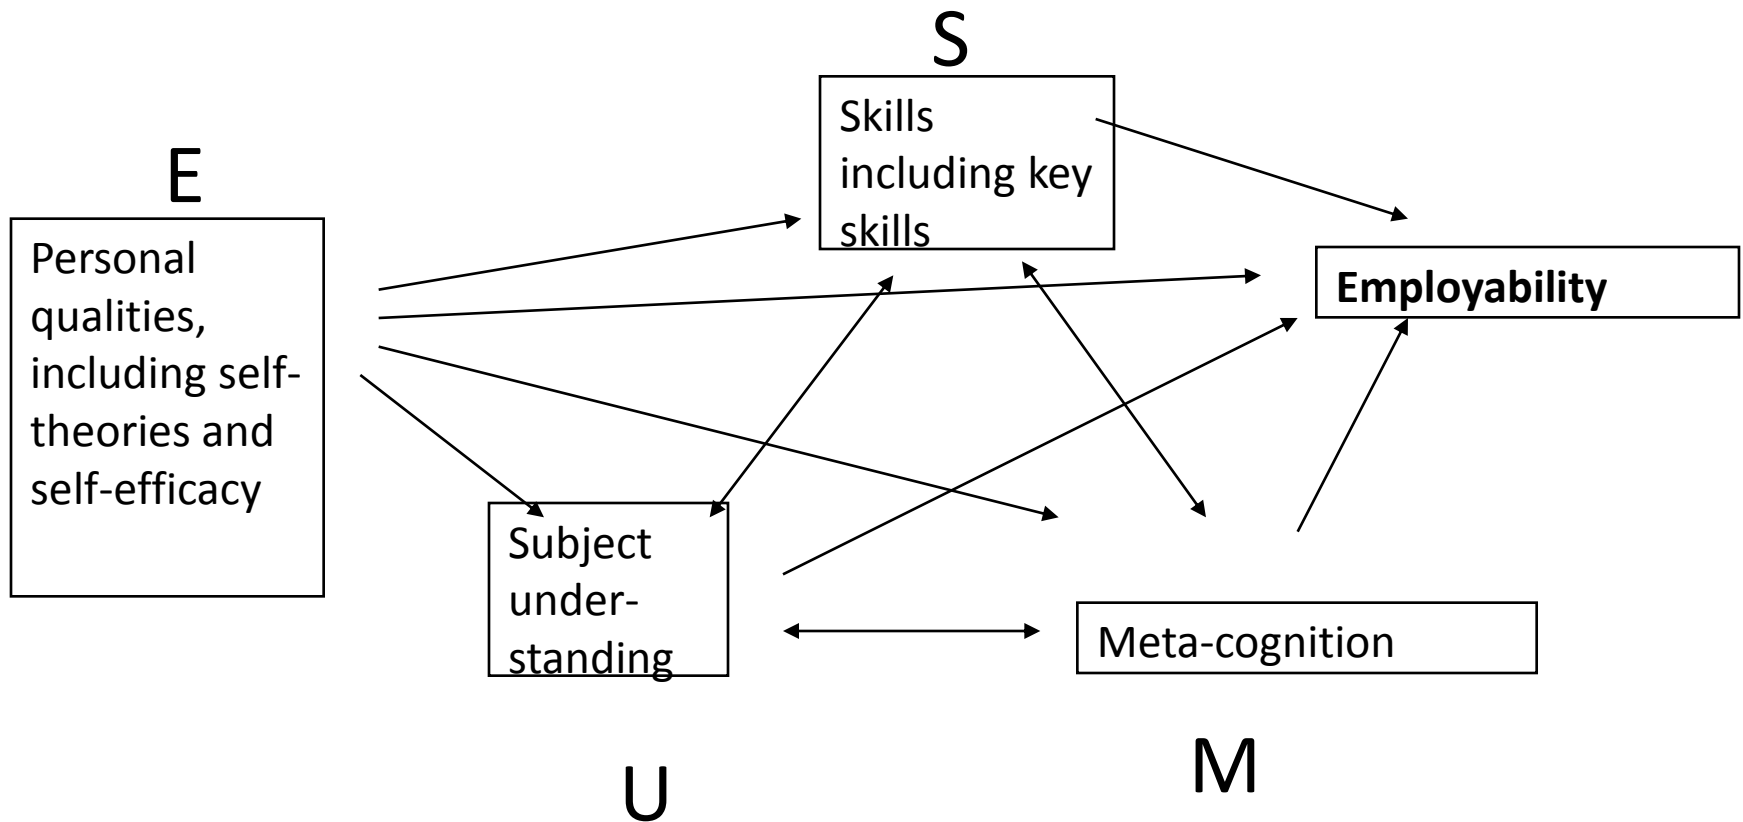 S
Skills
including key
skills
E
Personal
qualities,
including self-
theories and
self-efficacy
Employability
Subject
under-
standing
Meta-cognition
U
M